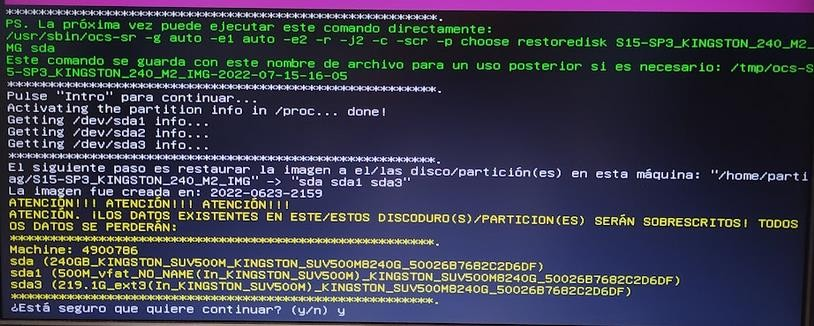 *****************************************************.
PS. La próxima vez puede ejecutar este comando directamente:
/usr/sbin/ocs-sr -g auto -e1 auto -e2 -r -j2 -c -scr -p choose restoredisk S15-SP3_KINGSTON_240_M2_
MG sda
Este comando se guarda con este nombre de archivo para un uso posterior si es necesario: /tmp/ocs-S
5-SP3_KINGSTON_240_M2_IMG-2022-07-15-16-05
*****************************************************.
Pulse "Intro" para continuar...
Activating the partition info in /proc... done!
Getting /dev/sda1 info...
Getting /dev/sda2 info...
Getting /dev/sda3 info...
*****************************************************.
El siguiente paso es restaurar la imagen a el/las disco/partición(es) en esta máquina: "/home/parti
ag/S15-SP3_KINGSTON_240_M2_IMG" -> "sda sda1 sda3"
La imagen fue creada en: 2022-0623-2159
ATENCIÓN!!! ATENCIÓN!!! ATENCIÓN!!!
ATENCIÓN. ¡LOS DATOS EXISTENTES EN ESTE/ESTOS DISCODURO(S)/PARTICION(ES) SERÁN SOBRESCRITOS! TODOS
OS DATOS SE PERDERÁN:
*****************************************************.
Machine: 4900786
sda (240GB_KINGSTON_SUV500M_KINGSTON_SUV500M8240G_50026B7682C2D6DF)
sda1 (500M_vfat_NO_NAME(In_KINGSTON_SUV500M)_KINGSTON_SUV500M8240G_50026B7682C2D6DF)
sda3 (219.1G_ext3(In_KINGSTON_SUV500M)_KINGSTON_SUV500M8240G_50026B7682C2D6DF)
*****************************************************.
¿Está seguro que quiere continuar? (y/n) y